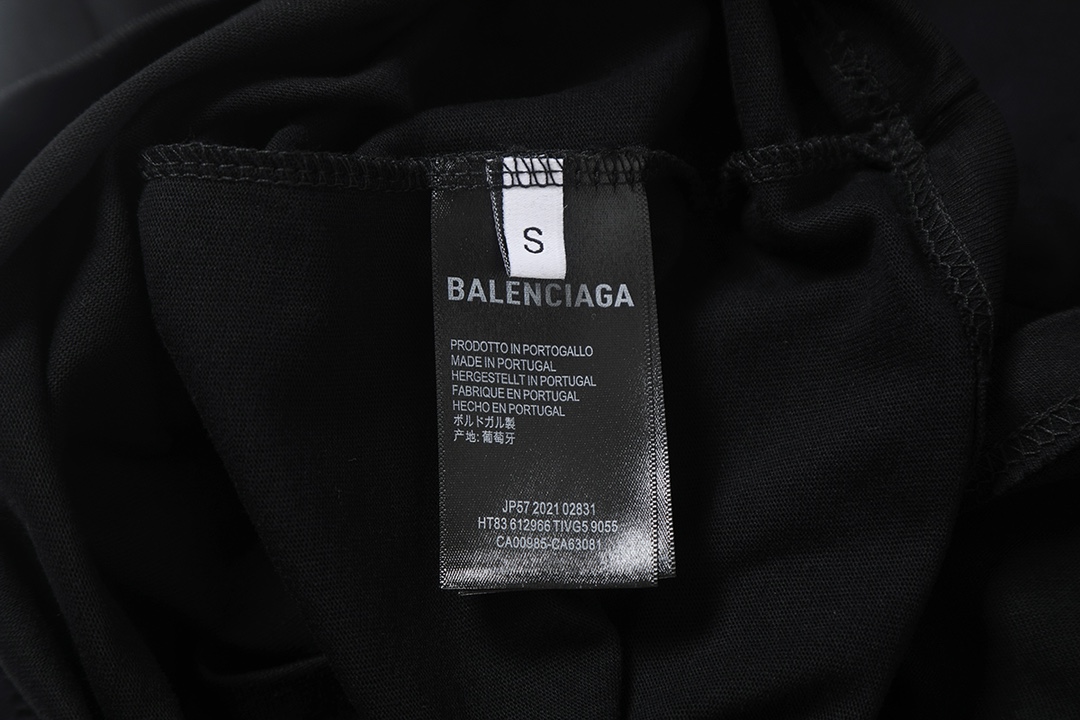 S
BALENCIAGA
PRODOTTO IN PORTOGALLO
MADE IN PORTUGAL
HERGESTELLT IN PORTUGAL
FABRIQUE EN PORTUGAL
HECHO EN PORTUGAL
ポルトガル製
产地: 葡萄牙
JP57 2021 02831
HT83 612966 TIVG5 9055
CA00985-CA63081